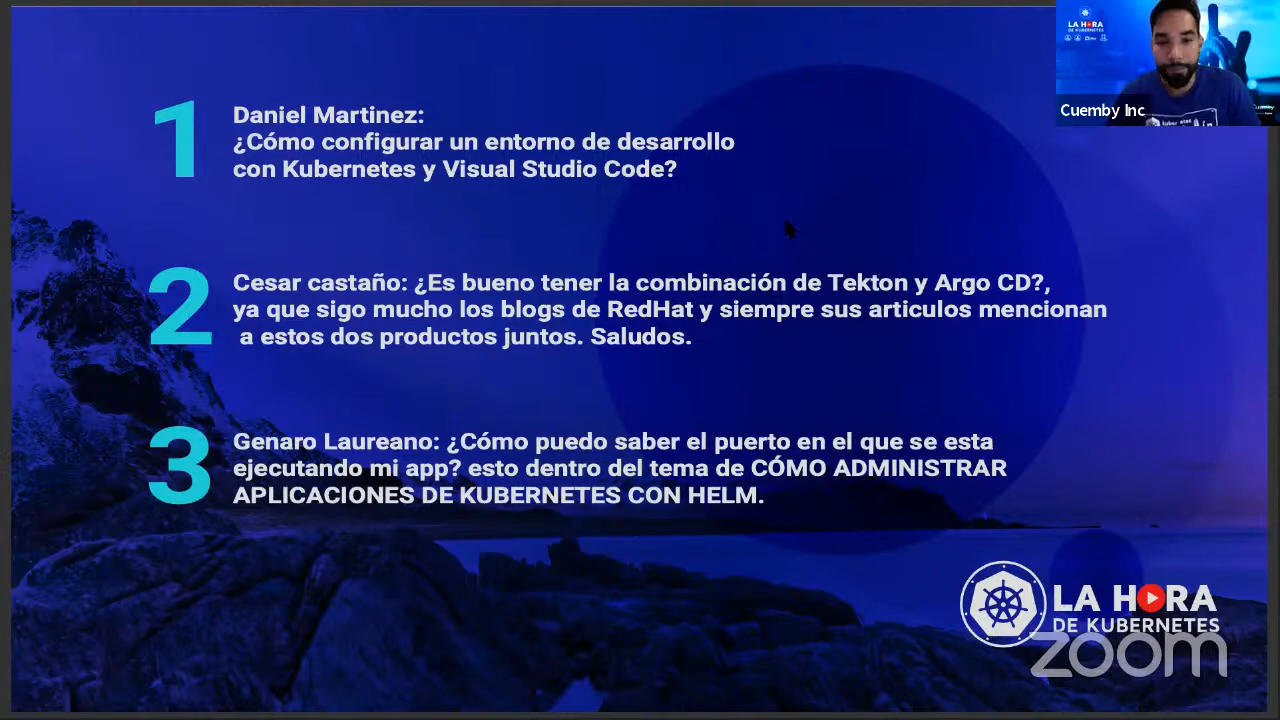 1
Daniel Martinez:
¿Cómo configurar un entorno de desarrollo
con Kubernetes y Visual Studio Code?
2
Cesar castaño: ¿Es bueno tener la combinación de Tekton y Argo CD?,
ya que sigo mucho los blogs de RedHat y siempre sus articulos mencionan
a estos dos productos juntos. Saludos.
3
Genaro Laureano: ¿Cómo puedo saber el puerto en el que se esta
ejecutando mi app? esto dentro del tema de CÓMO ADMINISTRAR
APLICACIONES DE KUBERNETES CON HELM.
LA HORA
DE KUBERNETES
Cuemby Inc
LA HORA
DE KUBERNETES
zoom